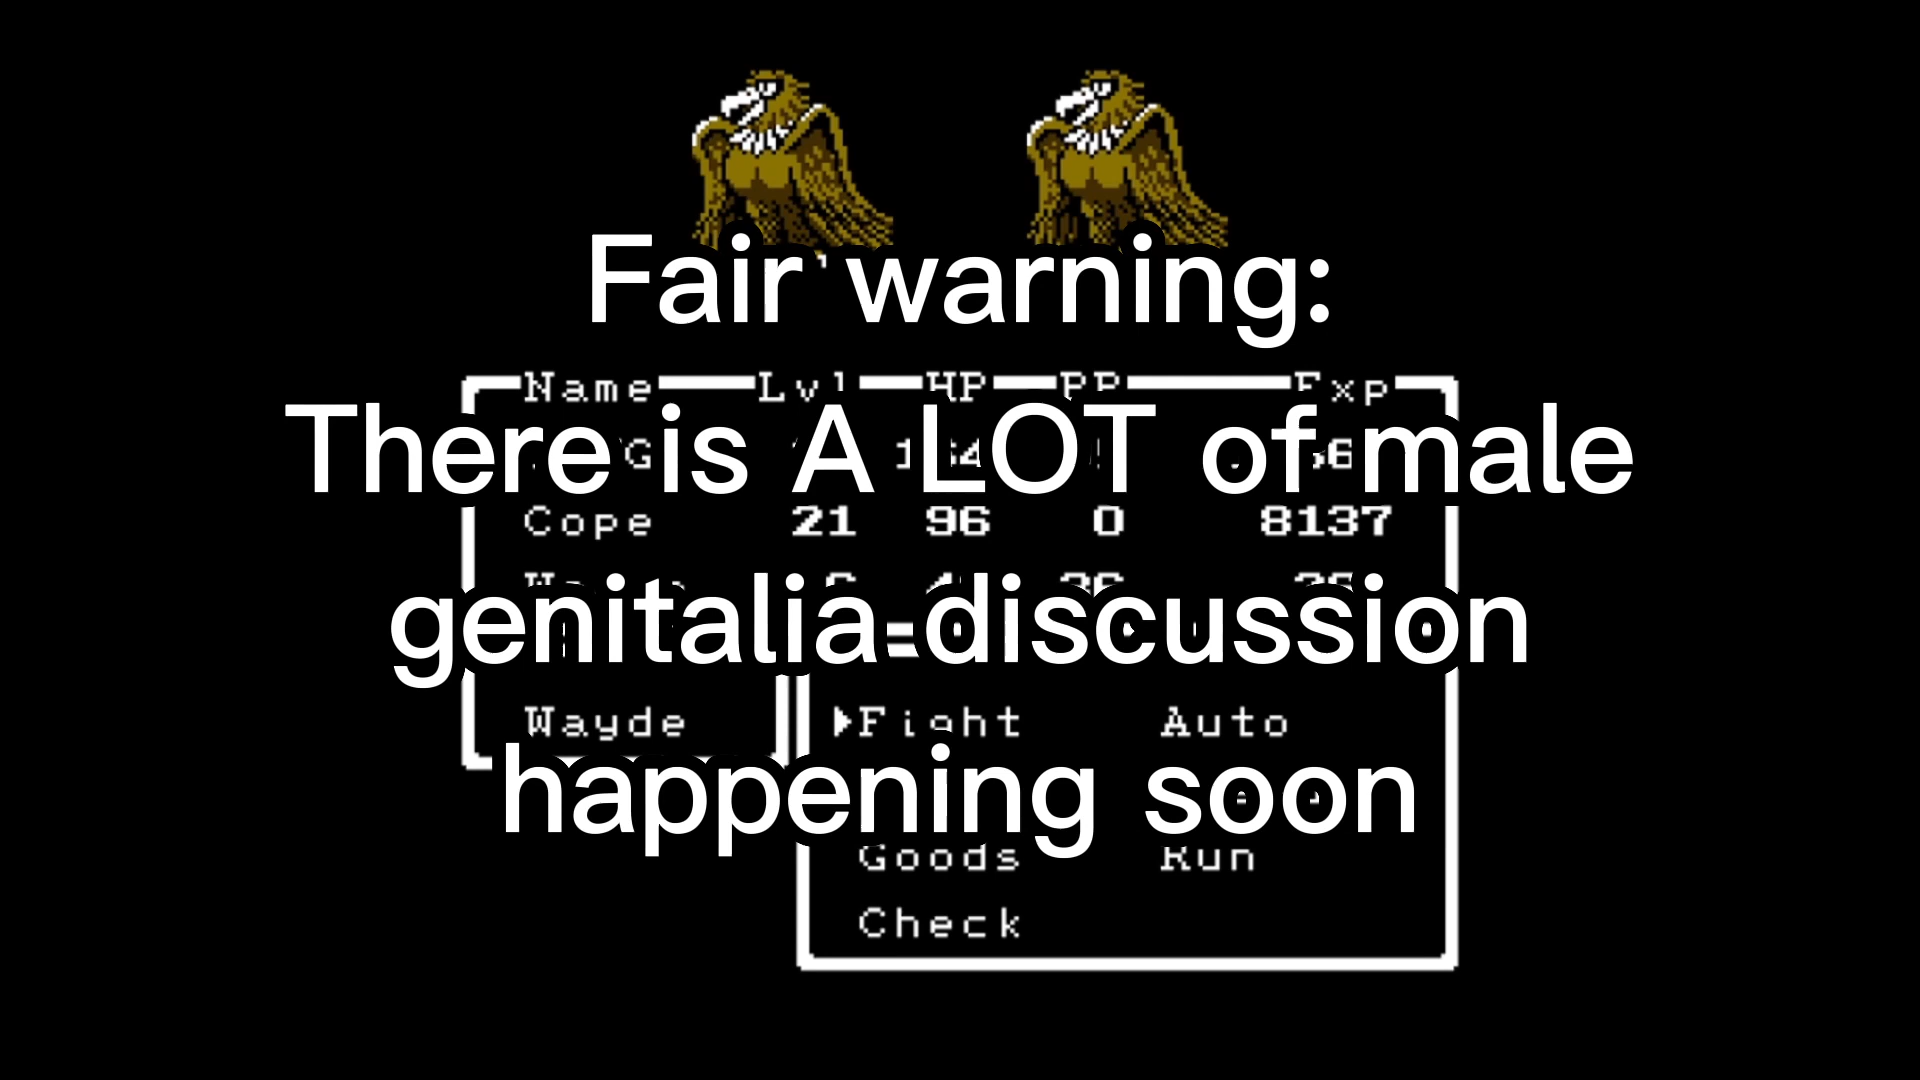 Fair warning:
Name Lvl HP PP Exp
There is A LOT of male
Cope 21 96 0 8137
genitalia discussion
Wayde Fight Auto
happening soon
Goods Run
Check